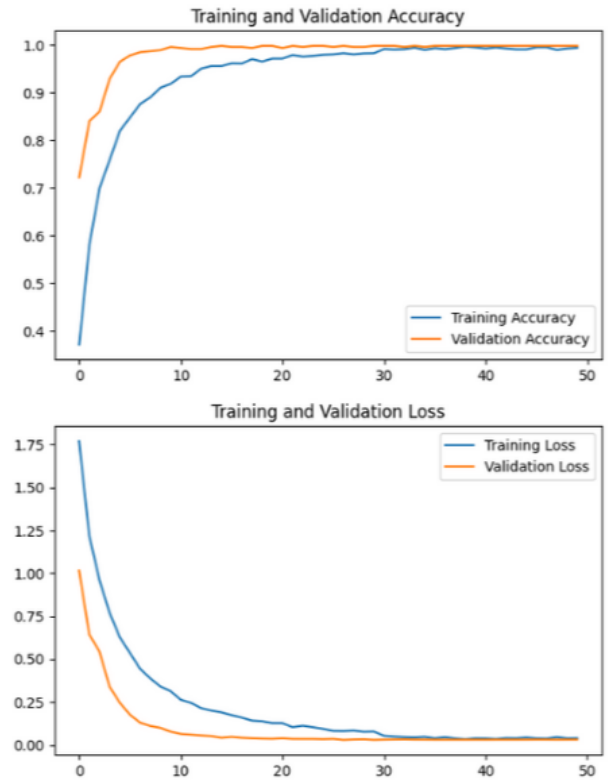 Training and Validation Accuracy
1.0
0.9
0.8
0.7
0.6
0.5
0.4
Training Accuracy
Validation Accuracy
0 10 20 30 40 50
Training and Validation Loss
1.75
1.50
1.25
1.00
0.75
0.50
0.25
0.00
Training Loss
Validation Loss
0 10 20 30 40 50